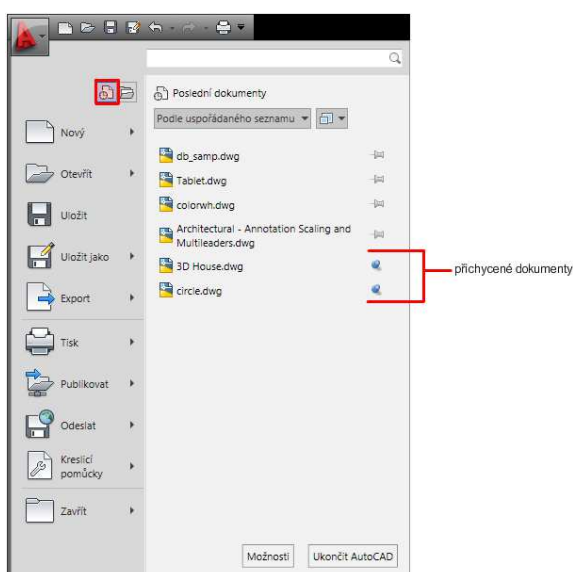 Poslední dokumenty
Podle uspořádaného seznamu
Nový
Otevřít
Uložit
Uložit jako
Export
Tisk
Publikovat
Odeslat
Kreslicí
pomůcky
Zavřít
db_samp.dwg
Tablet.dwg
colorwh.dwg
Architectural - Annotation Scaling and
Multileaders.dwg
3D House.dwg
circle.dwg
přichycené dokumenty
Možnosti
Ukončit AutoCAD